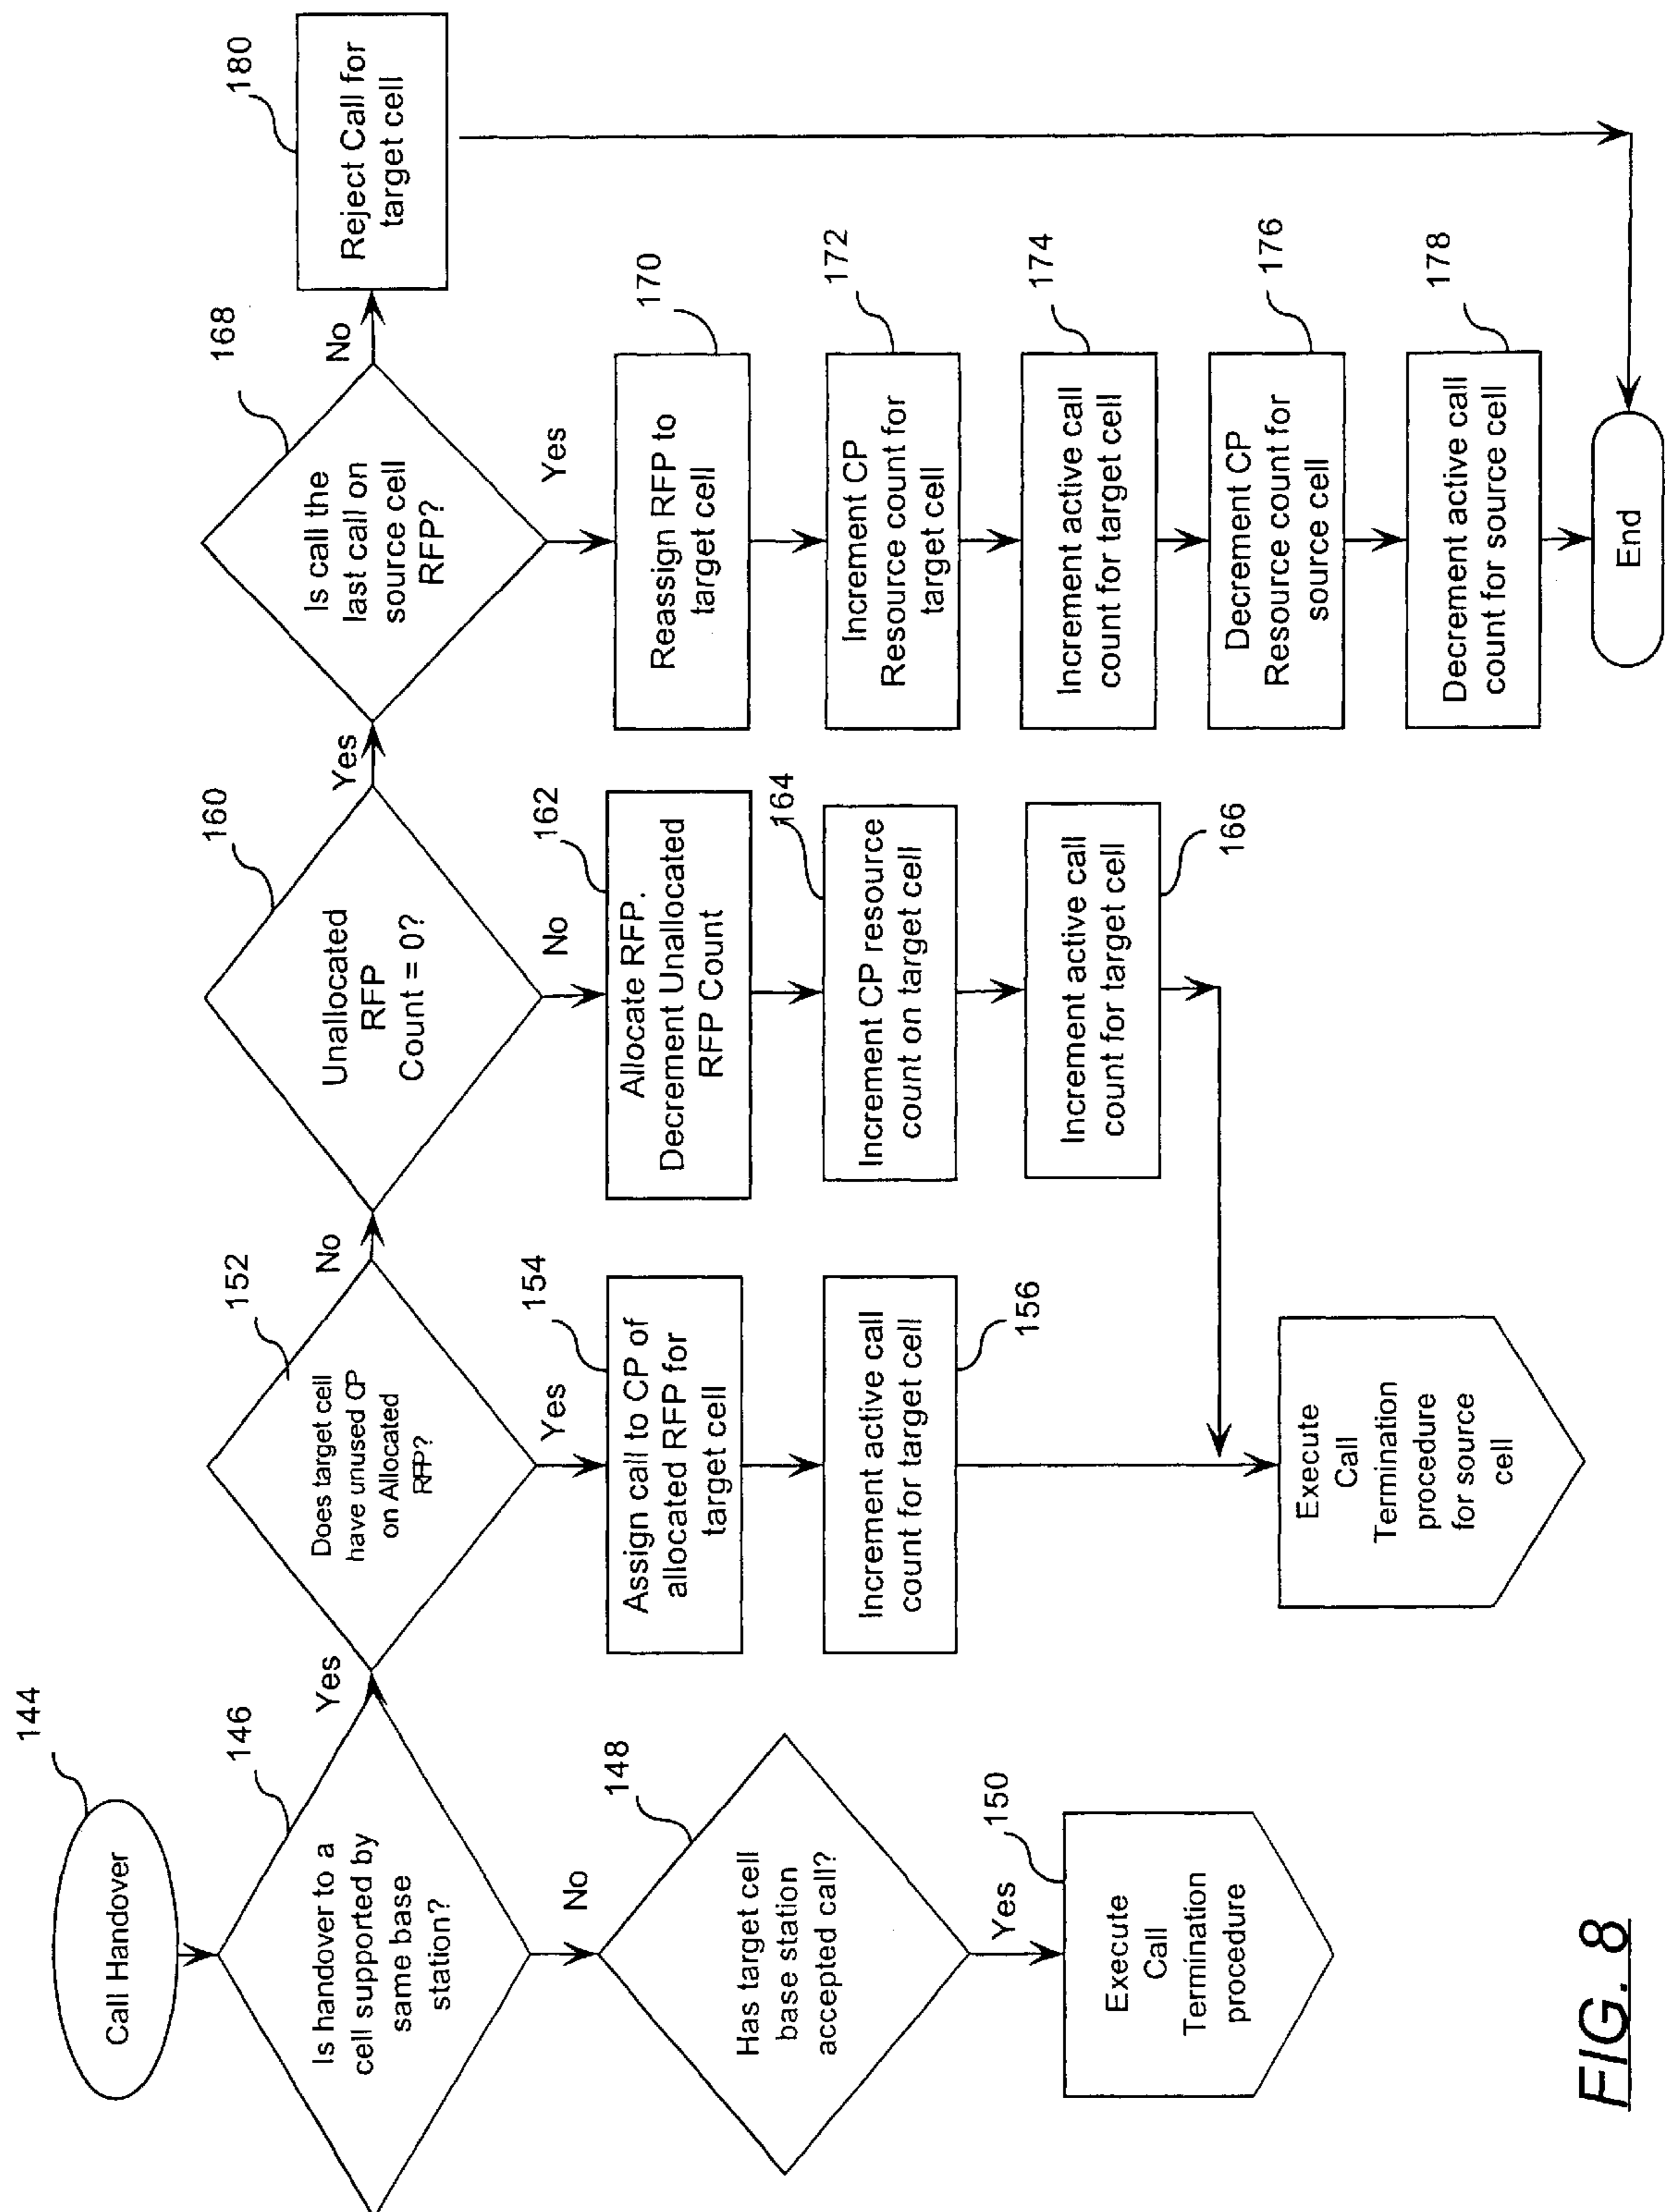 144
Call Handover
146
Is handover to a
cell supported by
same base
station?
Yes
No
148
Has target cell
base station
accepted call?
Yes
150
Execute
Call
Termination
procedure
152
Does target cell
have unused CP
on Allocated
RFP?
No
Yes
154
Assign call to CP of
allocated RFP for
target cell
Increment active call
count for target cell
156
Execute
Call
Termination
procedure
for source
cell
160
Unallocated
RFP
Count = 0?
Yes
No
162
Allocate RFP.
Decrement Unallocated
RFP Count
164
Increment CP resource
count on target cell
Increment active call
count for target cell
166
168
Is call the
last call on
source cell
RFP?
No
Yes
170
Reassign RFP to
target cell
172
Increment CP
Resource count for
target cell
174
Increment active call
count for target cell
176
Decrement CP
Resource count for
source cell
178
Decrement active call
count for source cell
180
Reject Call for
target cell
End
FIG. 8